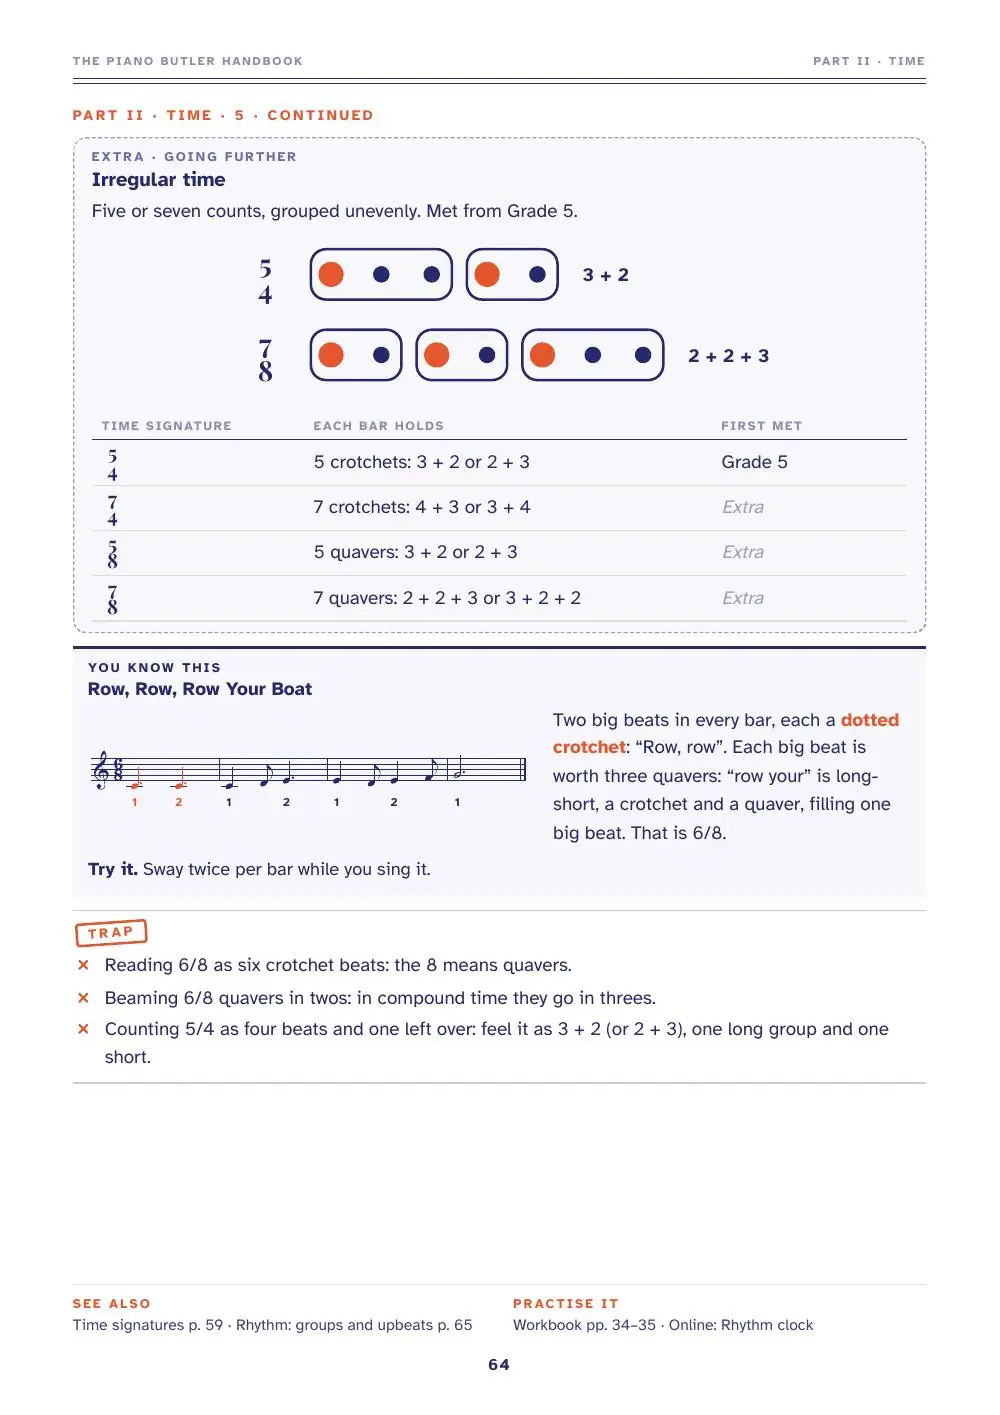 THE PIANO BUTLER HANDBOOK
PART II · TIME
PART II · TIME · 5 · CONTINUED
EXTRA · GOING FURTHER
Irregular time
Five or seven counts, grouped unevenly. Met from Grade 5.
5
4
3 + 2
7
8
2 + 2 + 3
TIME SIGNATURE EACH BAR HOLDS FIRST MET
5
4
5 crotchets: 3 + 2 or 2 + 3 Grade 5
7
4
7 crotchets: 4 + 3 or 3 + 4 Extra
5
8
5 quavers: 3 + 2 or 2 + 3 Extra
7
8
7 quavers: 2 + 2 + 3 or 3 + 2 + 2 Extra
YOU KNOW THIS
Row, Row, Row Your Boat
6
8
1 2 1 2 1 2 1
Two big beats in every bar, each a dotted
crotchet: “Row, row”. Each big beat is
worth three quavers: “row your” is long-
short, a crotchet and a quaver, filling one
big beat. That is 6/8.
Try it. Sway twice per bar while you sing it.
TRAP
× Reading 6/8 as six crotchet beats: the 8 means quavers.
× Beaming 6/8 quavers in twos: in compound time they go in threes.
× Counting 5/4 as four beats and one left over: feel it as 3 + 2 (or 2 + 3), one long group and one
short.
SEE ALSO
Time signatures p. 59 · Rhythm: groups and upbeats p. 65
PRACTISE IT
Workbook pp. 34–35 · Online: Rhythm clock
64